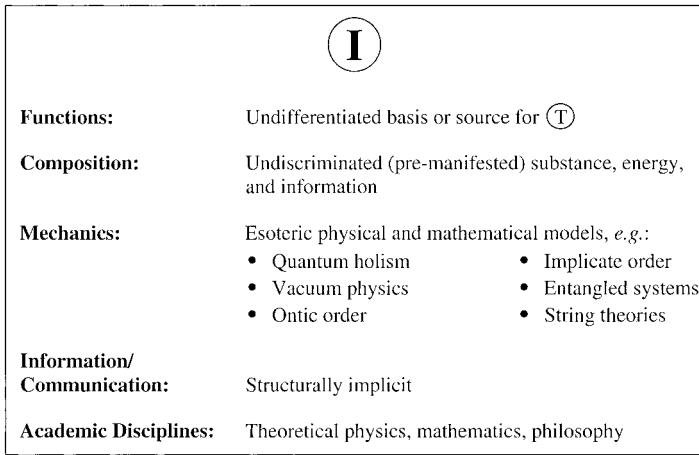 I
Functions: Undifferentiated basis or source for T
Composition: Undiscriminated (pre-manifested) substance, energy,
and information
Mechanics: Esoteric physical and mathematical models, e.g.:
• Quantum holism • Implicate order
• Vacuum physics • Entangled systems
• Ontic order • String theories
Information/
Communication: Structurally implicit
Academic Disciplines: Theoretical physics, mathematics, philosophy